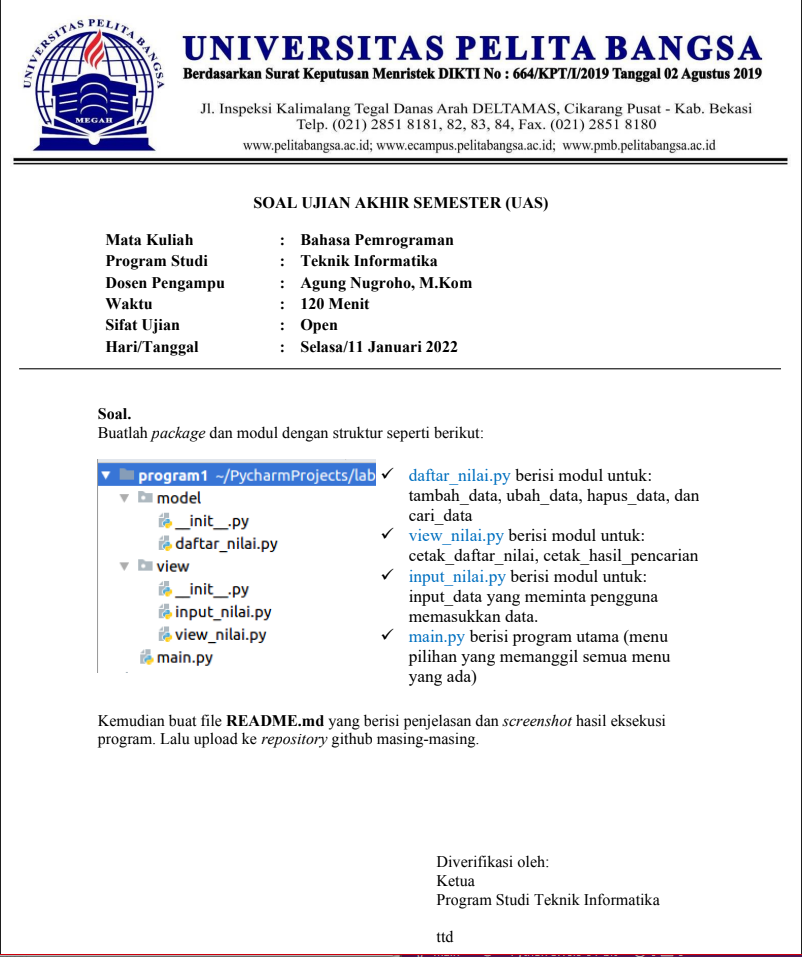 UNIVERSITAS PELITA BANGSA
MEGAH
UNIVERSITAS PELITA BANGSA
Berdasarkan Surat Keputusan Menristek DIKTI No : 664/KPT/I/2019 Tanggal 02 Agustus 2019
Jl. Inspeksi Kalimalang Tegal Danas Arah DELTAMAS, Cikarang Pusat - Kab. Bekasi
Telp. (021) 2851 8181, 82, 83, 84, Fax. (021) 2851 8180
www.pelitabangsa.ac.id; www.ecampus.pelitabangsa.ac.id; www.pmb.pelitabangsa.ac.id
SOAL UJIAN AKHIR SEMESTER (UAS)
Mata Kuliah : Bahasa Pemrograman
Program Studi : Teknik Informatika
Dosen Pengampu : Agung Nugroho, M.Kom
Waktu : 120 Menit
Sifat Ujian : Open
Hari/Tanggal : Selasa/11 Januari 2022
Soal.
Buatlah package dan modul dengan struktur seperti berikut:
program1 ~/PycharmProjects/lab
model
__init__.py
daftar_nilai.py
view
__init__.py
input_nilai.py
view_nilai.py
main.py
✓ daftar_nilai.py berisi modul untuk:
tambah_data, ubah_data, hapus_data, dan
cari_data
✓ view_nilai.py berisi modul untuk:
cetak_daftar_nilai, cetak_hasil_pencarian
✓ input_nilai.py berisi modul untuk:
input_data yang meminta pengguna
memasukkan data.
✓ main.py berisi program utama (menu
pilihan yang memanggil semua menu
yang ada)
Kemudian buat file README.md yang berisi penjelasan dan screenshot hasil eksekusi
program. Lalu upload ke repository github masing-masing.
Diverifikasi oleh:
Ketua
Program Studi Teknik Informatika
ttd